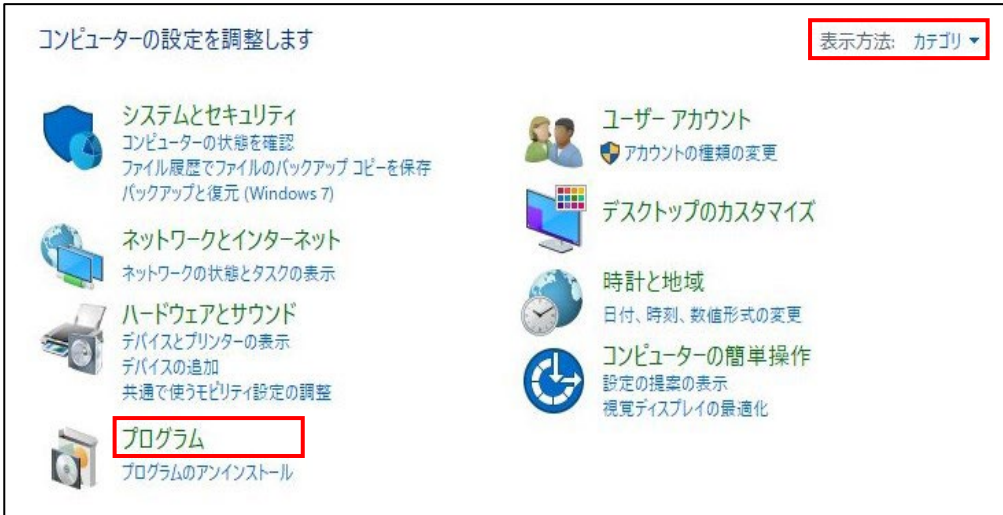 コンピューターの設定を調整します
表示方法: カテゴリ
システムとセキュリティ
コンピューターの状態を確認
ファイル履歴でファイルのバックアップ コピーを保存
バックアップと復元 (Windows 7)
ネットワークとインターネット
ネットワークの状態とタスクの表示
ハードウェアとサウンド
デバイスとプリンターの表示
デバイスの追加
共通で使うモビリティ設定の調整
プログラム
プログラムのアンインストール
ユーザー アカウント
アカウントの種類の変更
デスクトップのカスタマイズ
時計と地域
日付、時刻、数値形式の変更
コンピューターの簡単操作
設定の提案の表示
視覚ディスプレイの最適化